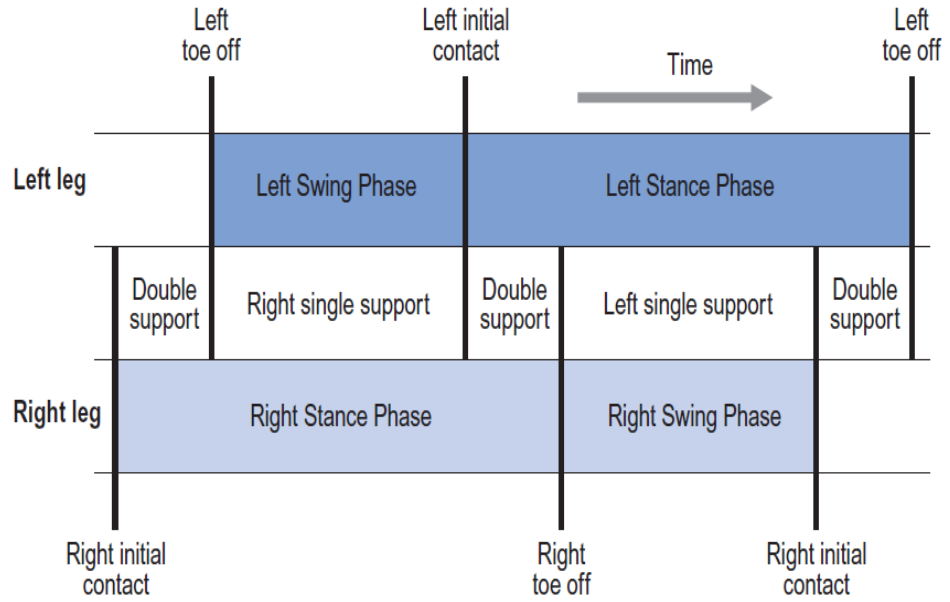 Left
toe off
Left initial
contact
Left
toe off
Time
Left leg
Left Swing Phase
Left Stance Phase
Double
support
Right single support
Double
support
Left single support
Double
support
Right leg
Right Stance Phase
Right Swing Phase
Right initial
contact
Right
toe off
Right initial
contact